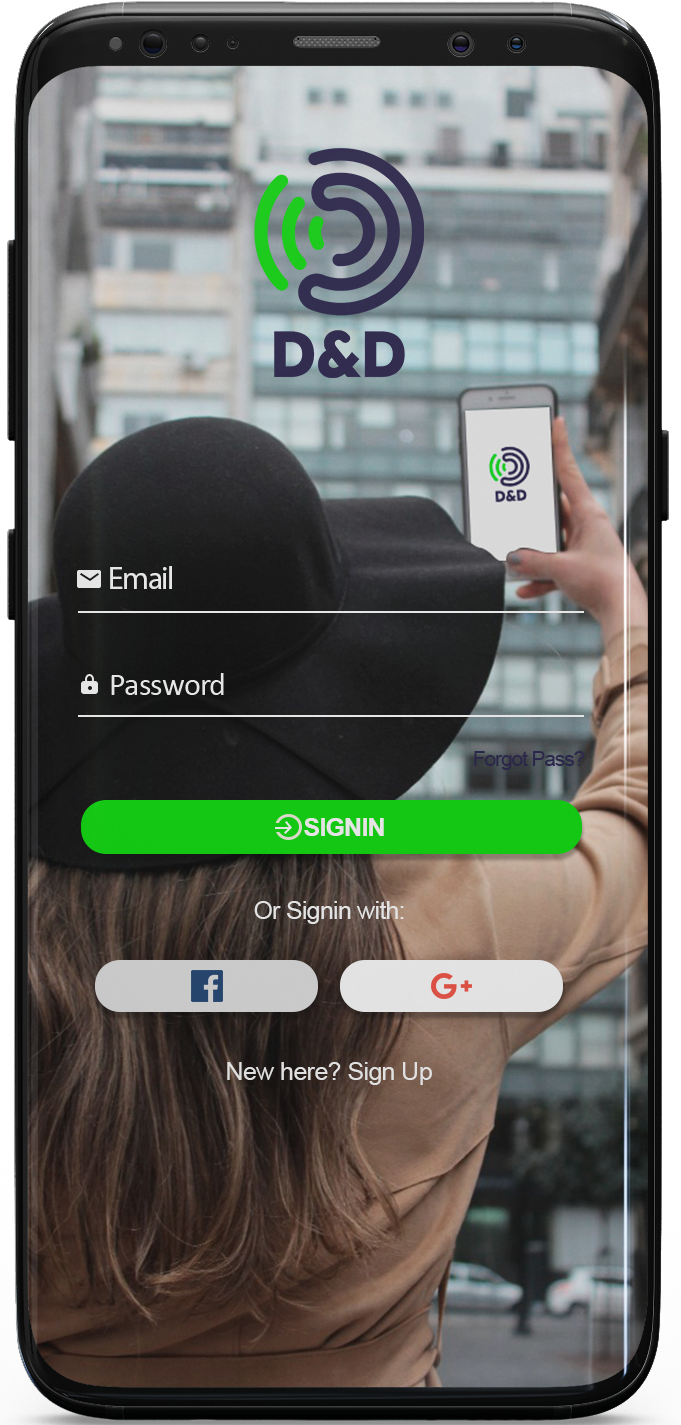 D&D
D&D
Email
Password
Forgot Pass?
SIGNIN
Or Signin with:
f
G+
New here? Sign Up